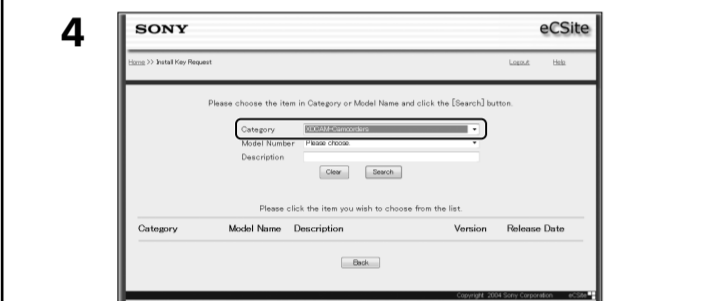 4
SONY
eCSite
Home >> Install Key Request
Logout Help
Please choose the item in Category or Model Name and click the [Search] button.
Category XDCAM-Camcorders
Model Number Please choose.
Description
Clear Search
Please click the item you wish to choose from the list.
Category Model Name Description Version Release Date
Back
Copyright 2004 Sony Corporation eCSite